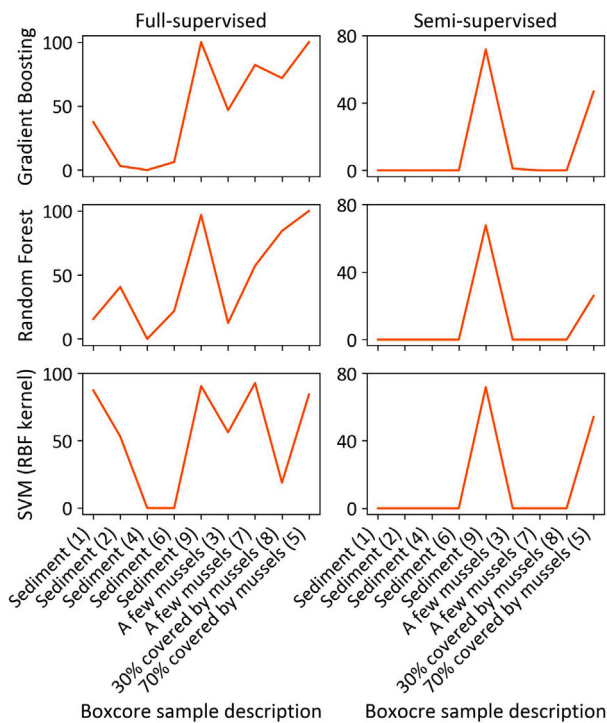 Full-supervised
Semi-supervised
Gradient Boosting
100
50
0
80
40
0
Random Forest
100
50
0
80
40
0
SVM (RBF kernel)
100
50
0
80
40
0
Sediment (1)
Sediment (2)
Sediment (4)
Sediment (6)
Sediment (9)
A few mussels (3)
A few mussels (7)
30% covered by mussels (8)
70% covered by mussels (5)
Sediment (1)
Sediment (2)
Sediment (4)
Sediment (6)
Sediment (9)
A few mussels (3)
A few mussels (7)
30% covered by mussels (8)
70% covered by mussels (5)
Boxcore sample description
Boxocre sample description